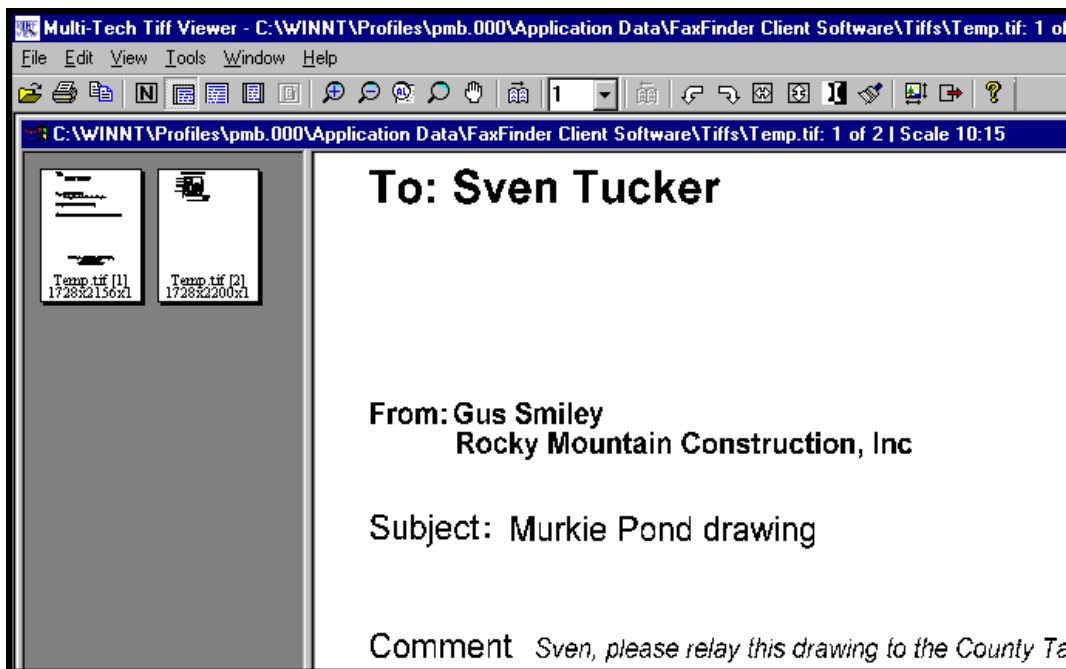 Multi-Tech Tiff Viewer - C:\WINNT\Profiles\pmb.000\Application Data\FaxFinder Client Software\Tiffs\Temp.tif: 1 of
File Edit View Tools Window Help
N 1
C:\WINNT\Profiles\pmb.000\Application Data\FaxFinder Client Software\Tiffs\Temp.tif: 1 of 2 | Scale 10:15
Temp.tif [1]
1728x2156x1
Temp.tif [2]
1728x2200x1
To: Sven Tucker
From: Gus Smiley
Rocky Mountain Construction, Inc
Subject: Murkie Pond drawing
Comment Sven, please relay this drawing to the County Ta